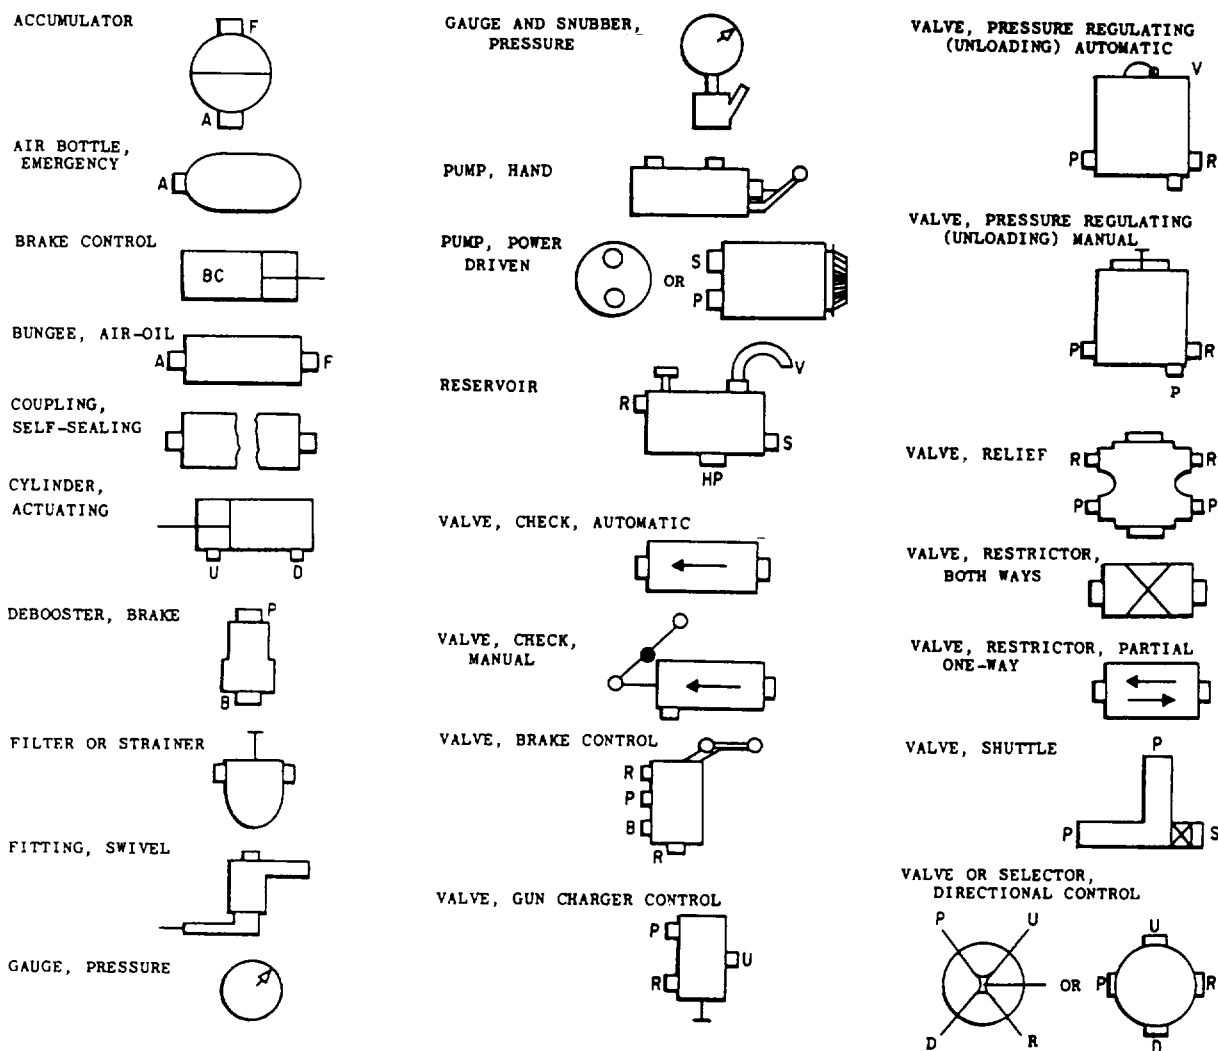 ACCUMULATOR
F
A
AIR BOTTLE,
EMERGENCY
A
BRAKE CONTROL
BC
BUNGEE, AIR-OIL
A
F
COUPLING,
SELF-SEALING
CYLINDER,
ACTUATING
U
D
DEBOOSTER, BRAKE
P
B
FILTER OR STRAINER
FITTING, SWIVEL
GAUGE, PRESSURE
GAUGE AND SNUBBER,
PRESSURE
PUMP, HAND
PUMP, POWER
DRIVEN
OR
S
P
RESERVOIR
V
R
S
HP
VALVE, CHECK, AUTOMATIC
VALVE, CHECK,
MANUAL
VALVE, BRAKE CONTROL
R
P
B
R
VALVE, GUN CHARGER CONTROL
P
U
R
VALVE, PRESSURE REGULATING
(UNLOADING) AUTOMATIC
V
P
R
VALVE, PRESSURE REGULATING
(UNLOADING) MANUAL
P
R
P
VALVE, RELIEF
R
R
P
P
VALVE, RESTRICTOR,
BOTH WAYS
VALVE, RESTRICTOR, PARTIAL
ONE-WAY
VALVE, SHUTTLE
P
P
S
VALVE OR SELECTOR,
DIRECTIONAL CONTROL
P
U
D
R
OR
U
P
R
D